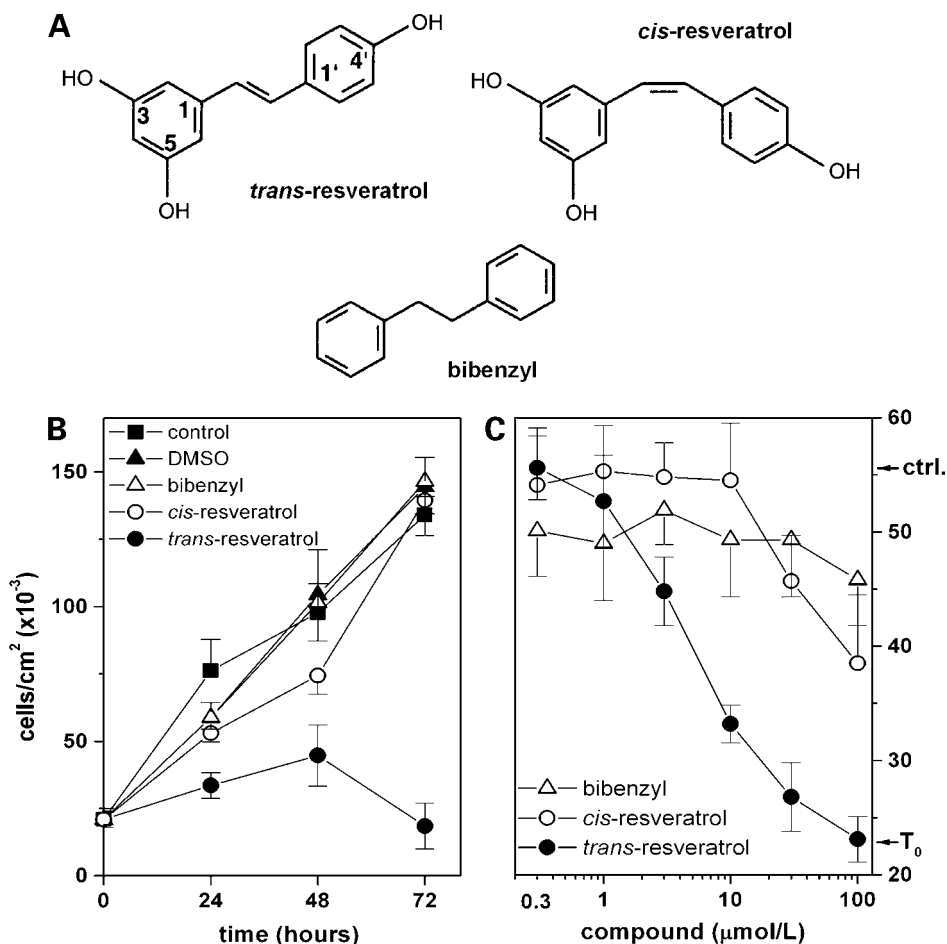 A
OH
HO
4'
1'
1
3
5
OH
trans-resveratrol
cis-resveratrol
HO
OH
OH
bibenzyl
B
control
DMSO
bibenzyl
cis-resveratrol
trans-resveratrol
150
100
50
0
cells/cm² (x10⁻³)
0 24 48 72
time (hours)
C
bibenzyl
cis-resveratrol
trans-resveratrol
60
ctrl.
50
40
30
T₀
20
0.3 1 10 100
compound (μmol/L)